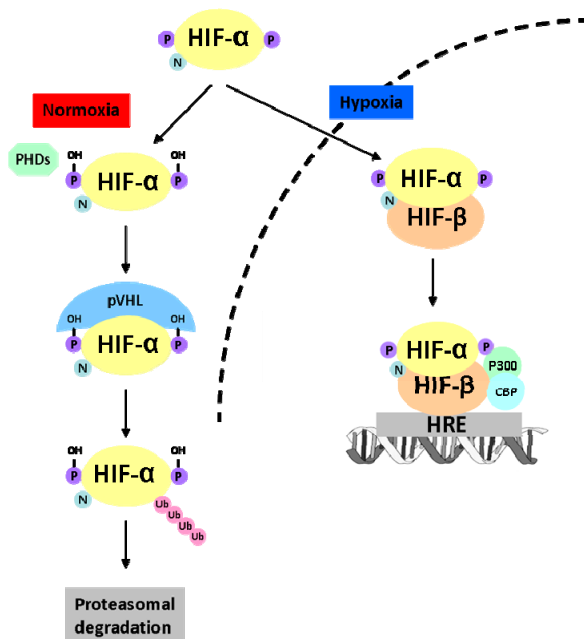 P
HIF-α
P
N
Normoxia
Hypoxia
PHDs
OH
OH
P
HIF-α
P
N
P
HIF-α
P
N
HIF-β
pVHL
OH
OH
P
HIF-α
P
N
P
HIF-α
P
N
HIF-β
P300
CBP
HRE
OH
OH
P
HIF-α
P
N
Ub
Ub
Ub
Ub
Proteasomal
degradation